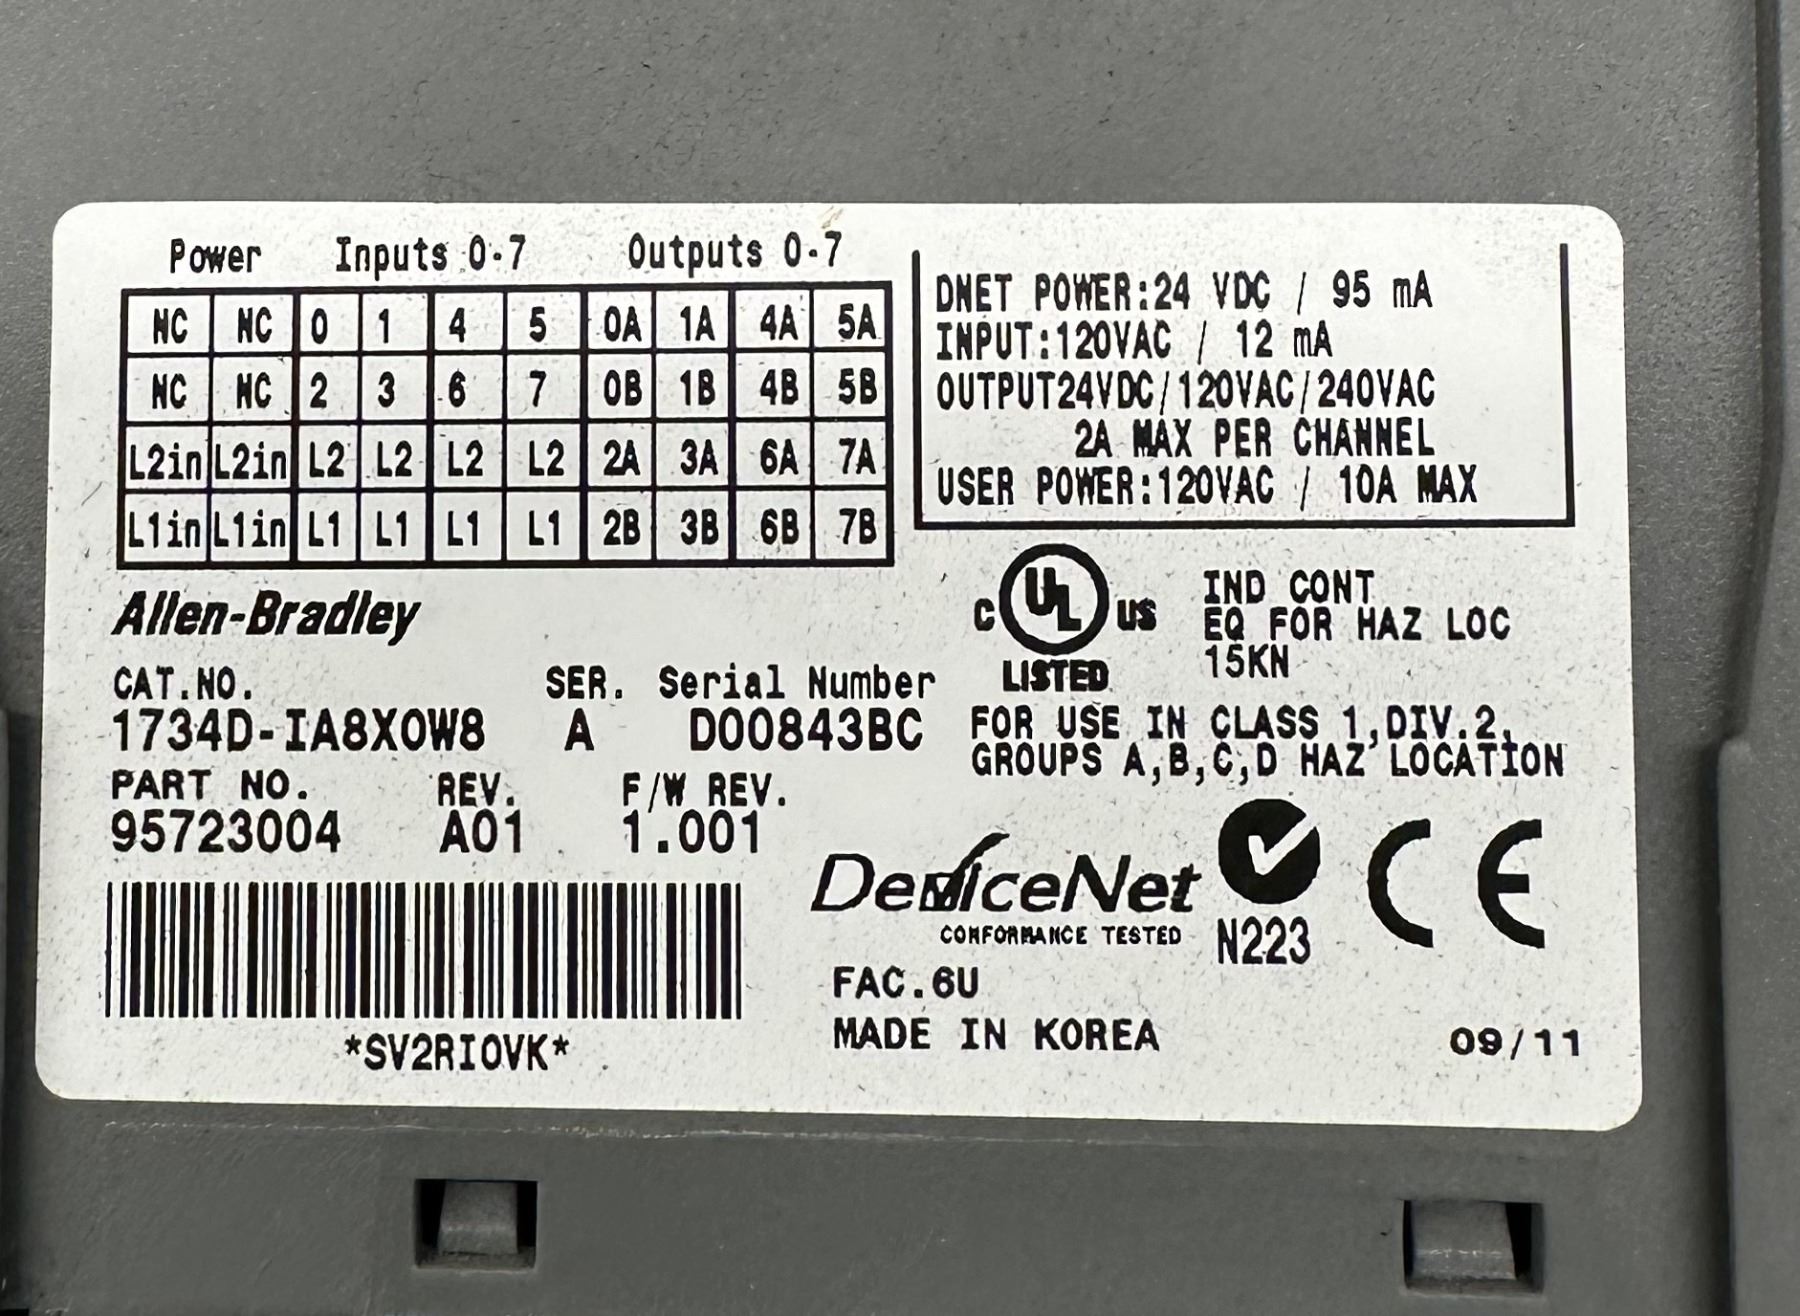 Power Inputs 0-7 Outputs 0-7
NC NC 0 1 4 5 0A 1A 4A 5A
NC NC 2 3 6 7 0B 1B 4B 5B
L2in L2in L2 L2 L2 L2 2A 3A 6A 7A
L1in L1in L1 L1 L1 L1 2B 3B 6B 7B
DNET POWER:24 VDC / 95 mA
INPUT:120VAC / 12 mA
OUTPUT24VDC/120VAC/240VAC
2A MAX PER CHANNEL
USER POWER:120VAC / 10A MAX
Allen-Bradley
CAT.NO. SER. Serial Number
1734D-IA8XOW8 A D00843BC
PART NO. REV. F/W REV.
95723004 A01 1.001
*SV2RIOVK*
C UL US
LISTED
IND CONT
EQ FOR HAZ LOC
15KN
FOR USE IN CLASS 1,DIV.2,
GROUPS A,B,C,D HAZ LOCATION
DeviceNet
CONFORMANCE TESTED
N223
CE
FAC.6U
MADE IN KOREA
09/11